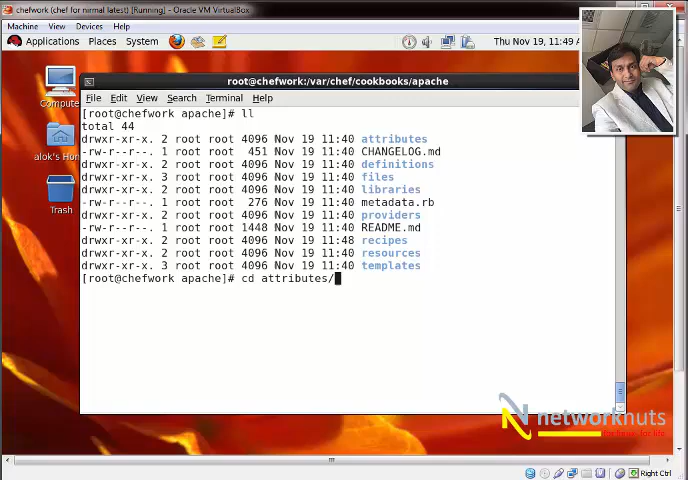 chefwork (chef for nirmal latest) [Running] - Oracle VM VirtualBox
Machine View Devices Help
Applications Places System Thu Nov 19, 11:49 A
Compute
alok's Hom
Trash
root@chefwork:/var/chef/cookbooks/apache
File Edit View Search Terminal Help
[root@chefwork apache]# ll
total 44
drwxr-xr-x. 2 root root 4096 Nov 19 11:40 attributes
-rw-r--r--. 1 root root 451 Nov 19 11:40 CHANGELOG.md
drwxr-xr-x. 2 root root 4096 Nov 19 11:40 definitions
drwxr-xr-x. 3 root root 4096 Nov 19 11:40 files
drwxr-xr-x. 2 root root 4096 Nov 19 11:40 libraries
-rw-r--r--. 1 root root 276 Nov 19 11:40 metadata.rb
drwxr-xr-x. 2 root root 4096 Nov 19 11:40 providers
-rw-r--r--. 1 root root 1448 Nov 19 11:40 README.md
drwxr-xr-x. 2 root root 4096 Nov 19 11:48 recipes
drwxr-xr-x. 2 root root 4096 Nov 19 11:40 resources
drwxr-xr-x. 3 root root 4096 Nov 19 11:40 templates
[root@chefwork apache]# cd attributes/
networknuts
Right Ctrl